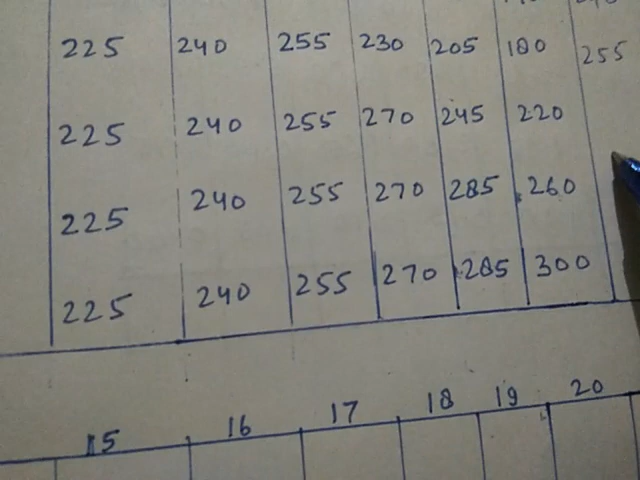 225 240 255 230 205 180 255
225 240 255 270 245 220
225 240 255 270 285 260
225 240 255 270 285 300
15 16 17 18 19 20